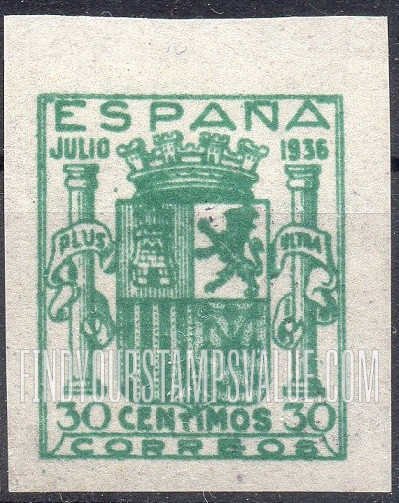 ESPAÑA
JULIO 1936
PLUS ULTRA
FINDYOURSTAMPSVALUE.COM
30 CENTIMOS 30
CORREOS